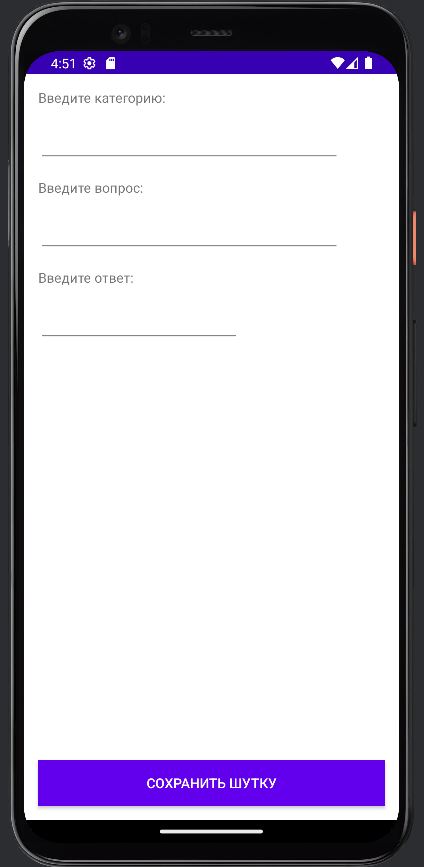 4:51
Введите категорию:
Введите вопрос:
Введите ответ:
СОХРАНИТЬ ШУТКУ